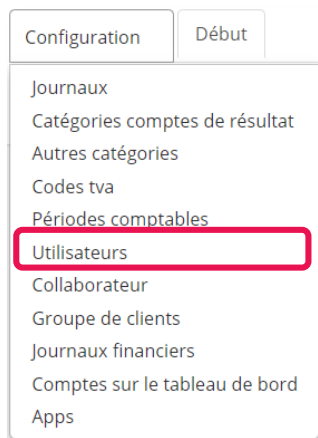 Configuration Début
Journaux
Catégories comptes de résultat
Autres catégories
Codes tva
Périodes comptables
Utilisateurs
Collaborateur
Groupe de clients
Journaux financiers
Comptes sur le tableau de bord
Apps